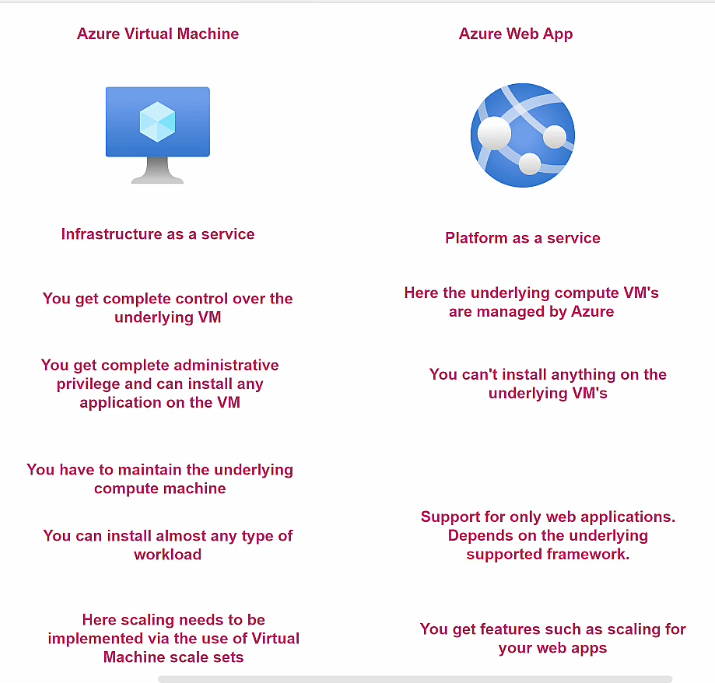 Azure Virtual Machine
Azure Web App
Infrastructure as a service
Platform as a service
You get complete control over the
underlying VM
Here the underlying compute VM's
are managed by Azure
You get complete administrative
privilege and can install any
application on the VM
You can't install anything on the
underlying VM's
You have to maintain the underlying
compute machine
You can install almost any type of
workload
Support for only web applications.
Depends on the underlying
supported framework.
Here scaling needs to be
implemented via the use of Virtual
Machine scale sets
You get features such as scaling for
your web apps